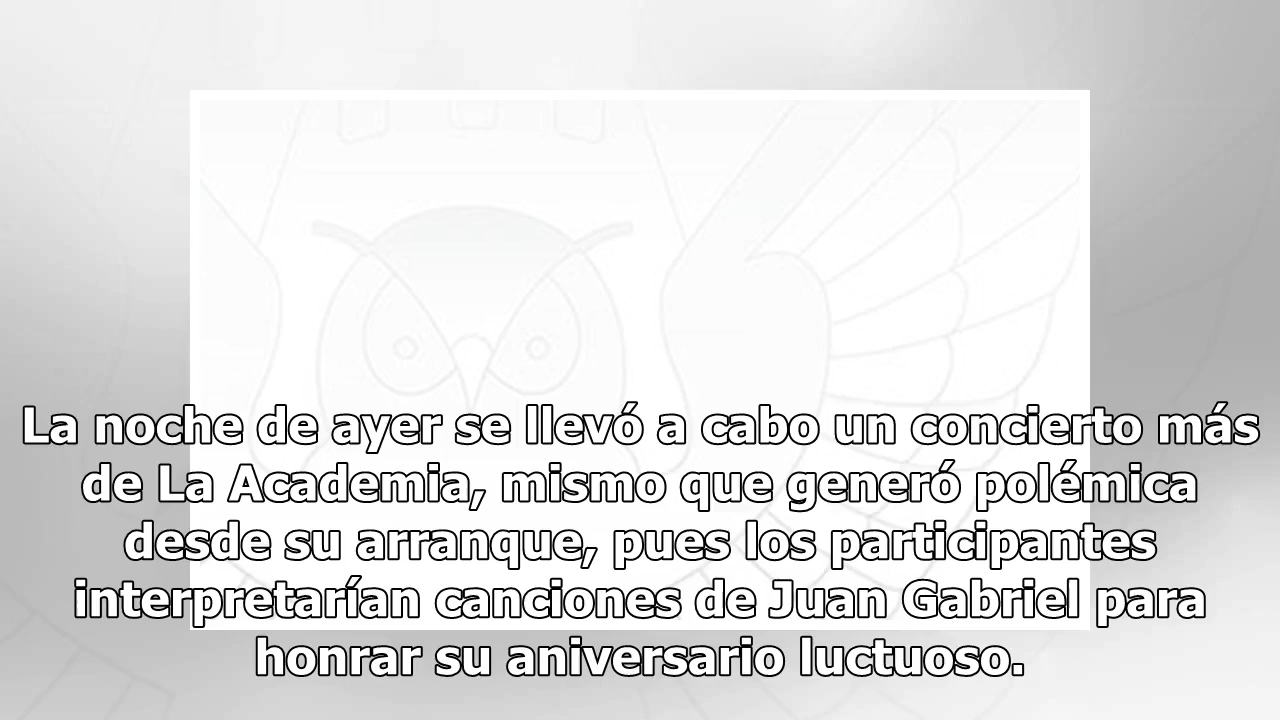 La noche de ayer se llevó a cabo un concierto más
de La Academia, mismo que generó polémica
desde su arranque, pues los participantes
interpretarían canciones de Juan Gabriel para
honrar su aniversario luctuoso.